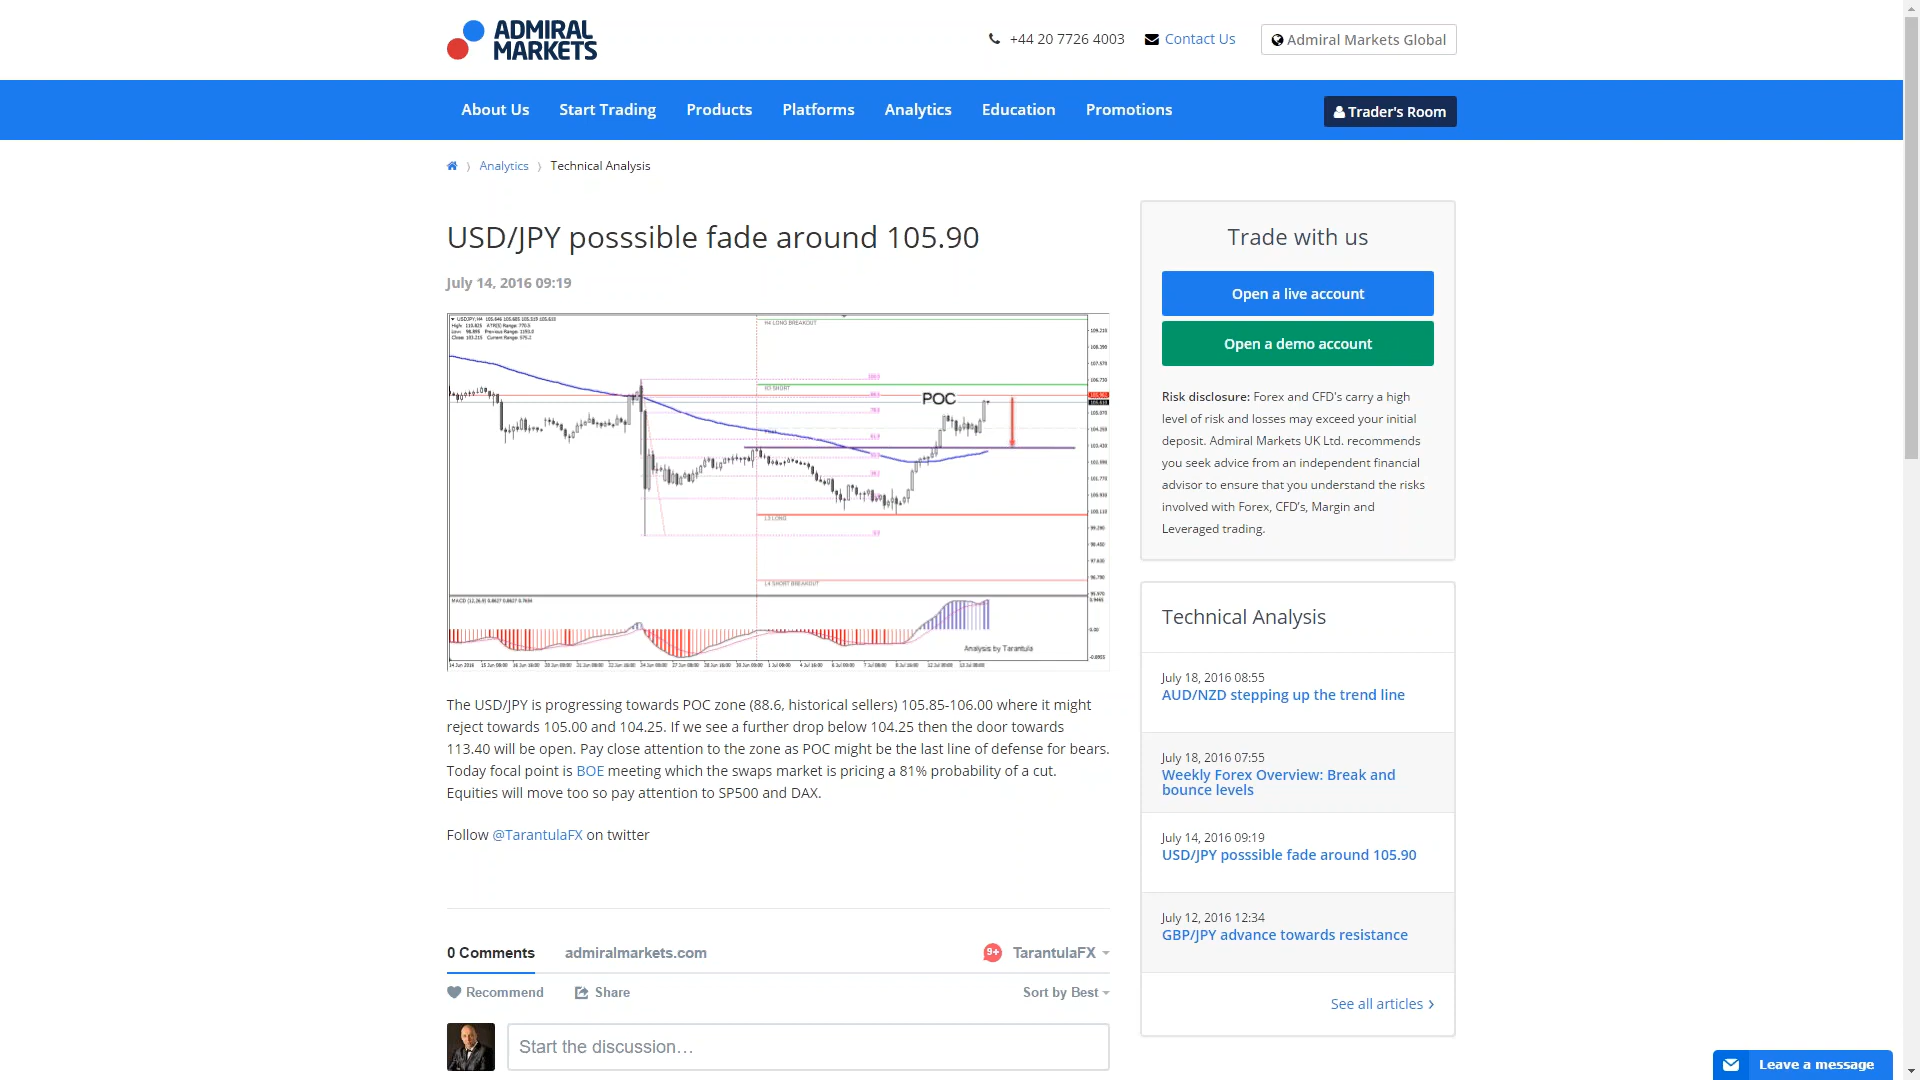 ADMIRAL
MARKETS
+44 20 7726 4003 Contact Us Admiral Markets Global
About Us Start Trading Products Platforms Analytics Education Promotions Trader's Room
Analytics Technical Analysis
USD/JPY posssible fade around 105.90
July 14, 2016 09:19
H4 LONG BREAKOUT
H3 SHORT
POC
L3 LONG
L4 SHORT BREAKOUT
Analysis by Tarantula
The USD/JPY is progressing towards POC zone (88.6, historical sellers) 105.85-106.00 where it might
reject towards 105.00 and 104.25. If we see a further drop below 104.25 then the door towards
113.40 will be open. Pay close attention to the zone as POC might be the last line of defense for bears.
Today focal point is BOE meeting which the swaps market is pricing a 81% probability of a cut.
Equities will move too so pay attention to SP500 and DAX.
Follow @TarantulaFX on twitter
0 Comments admiralmarkets.com 9+ TarantulaFX
Recommend Share Sort by Best
Start the discussion…
Trade with us
Open a live account
Open a demo account
Risk disclosure: Forex and CFD's carry a high
level of risk and losses may exceed your initial
deposit. Admiral Markets UK Ltd. recommends
you seek advice from an independent financial
advisor to ensure that you understand the risks
involved with Forex, CFD's, Margin and
Leveraged trading.
Technical Analysis
July 18, 2016 08:55
AUD/NZD stepping up the trend line
July 18, 2016 07:55
Weekly Forex Overview: Break and
bounce levels
July 14, 2016 09:19
USD/JPY posssible fade around 105.90
July 12, 2016 12:34
GBP/JPY advance towards resistance
See all articles
Leave a message